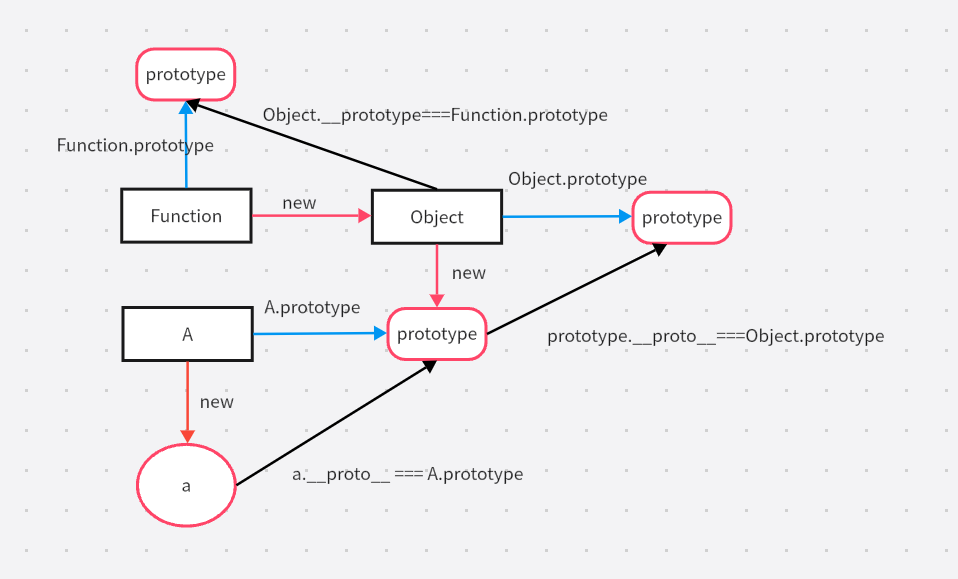 prototype
Object.__prototype===Function.prototype
Function.prototype
Object.prototype
Function
new
Object
prototype
new
A.prototype
A
prototype
prototype.__proto__===Object.prototype
new
a.__proto__ === A.prototype
a